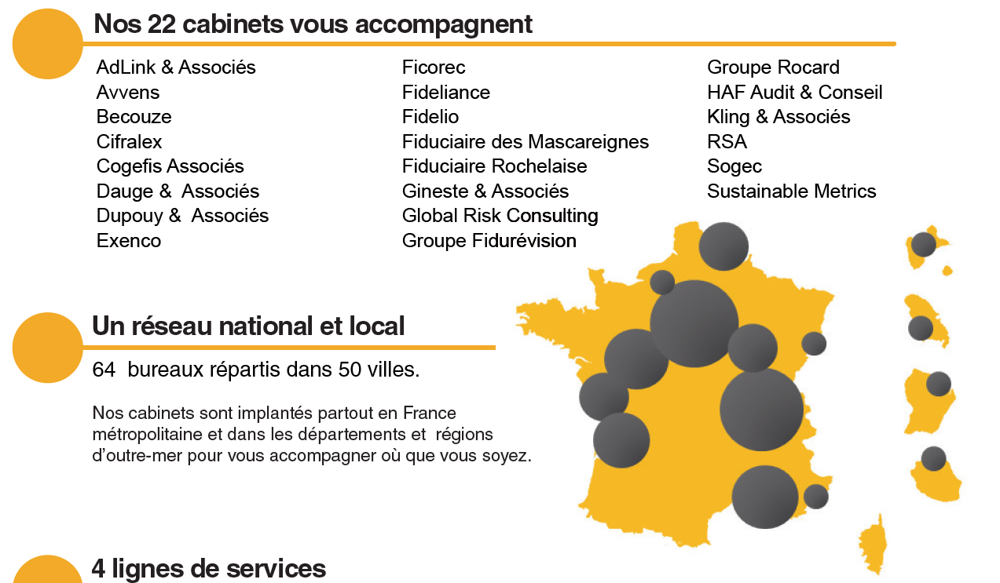 Nos 22 cabinets vous accompagnent
AdLink & Associés
Avvens
Becouze
Cifralex
Cogefis Associés
Dauge &  Associés
Dupouy &  Associés
Exenco
Ficorec
Fideliance
Fidelio
Fiduciaire des Mascareignes
Fiduciaire Rochelaise
Gineste & Associés
Global Risk Consulting
Groupe Fidurévision
Groupe Rocard
HAF Audit & Conseil
Kling & Associés
RSA
Sogec
Sustainable Metrics
Un réseau national et local
64  bureaux répartis dans 50 villes.
Nos cabinets sont implantés partout en France
métropolitaine et dans les départements et  régions
d’outre-mer pour vous accompagner où que vous soyez.
4 lignes de services